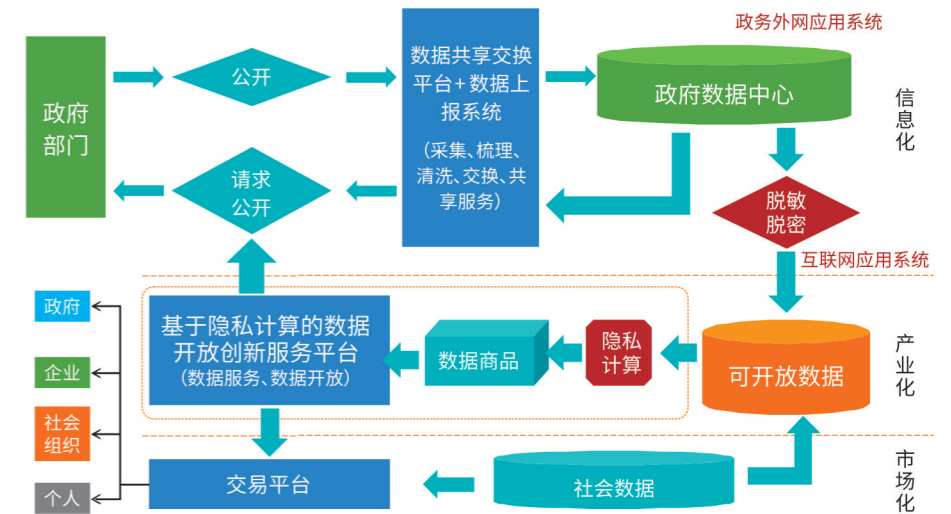 政务外网应用系统
政府
部门
公开
数据共享交换
平台+数据上
报系统
(采集、梳理、
清洗、交换、共
享服务)
政府数据中心
信
息
化
请求
公开
脱敏
脱密
互联网应用系统
政府
企业
社会
组织
个人
基于隐私计算的数据
开放创新服务平台
(数据服务、数据开放)
数据商品
隐私
计算
可开放数据
产
业
化
交易平台
社会数据
市
场
化